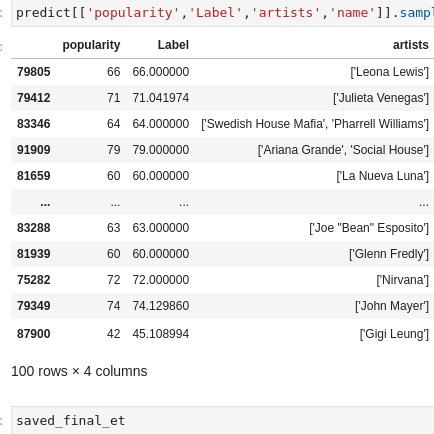 predict[['popularity','Label','artists','name']].sampl
popularity Label artists
79805 66 66.000000 ['Leona Lewis']
79412 71 71.041974 ['Julieta Venegas']
83346 64 64.000000 ['Swedish House Mafia', 'Pharrell Williams']
91909 79 79.000000 ['Ariana Grande', 'Social House']
81659 60 60.000000 ['La Nueva Luna']
... ... ... ...
83288 63 63.000000 ['Joe "Bean" Esposito']
81939 60 60.000000 ['Glenn Fredly']
75282 72 72.000000 ['Nirvana']
79349 74 74.129860 ['John Mayer']
87900 42 45.108994 ['Gigi Leung']
100 rows × 4 columns
saved_final_et